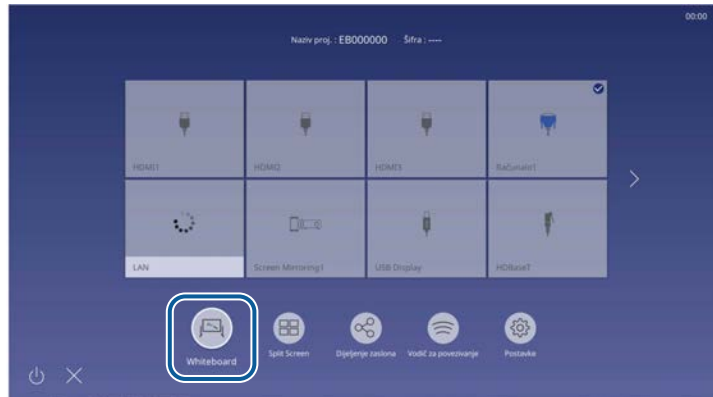 00:00
Naziv proj. : EB000000 Šifra : ----
HDMI1 HDMI2 HDMI3 Računalo1
LAN Screen Mirroring1 USB Display HDBaseT
Whiteboard Split Screen Dijeljenje zaslona Vodič za povezivanje Postavke